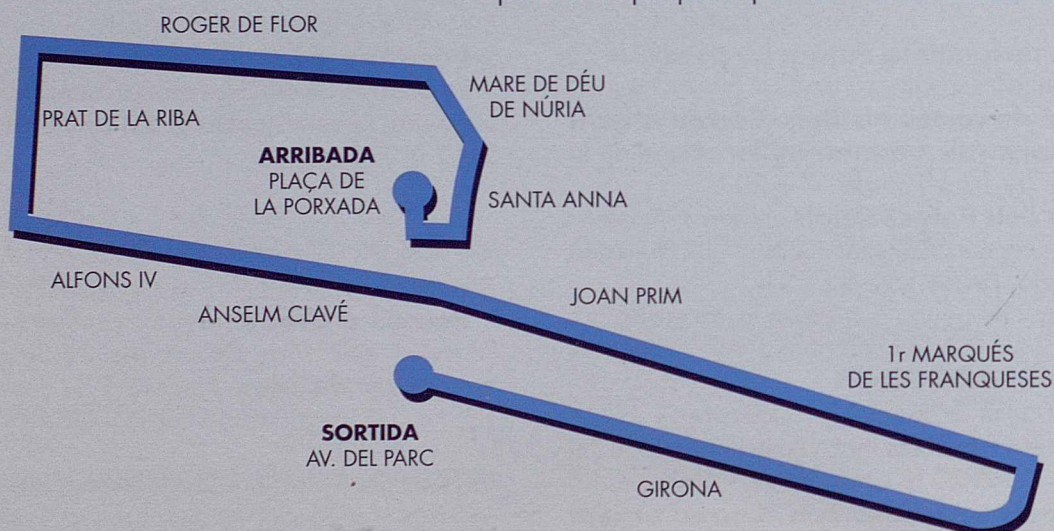 ROGER DE FLOR
MARE DE DÉU
DE NÚRIA
PRAT DE LA RIBA
ARRIBADA
PLAÇA DE
LA PORXADA
SANTA ANNA
ALFONS IV
ANSELM CLAVÉ
JOAN PRIM
1r MARQUÉS
DE LES FRANQUESES
SORTIDA
AV. DEL PARC
GIRONA